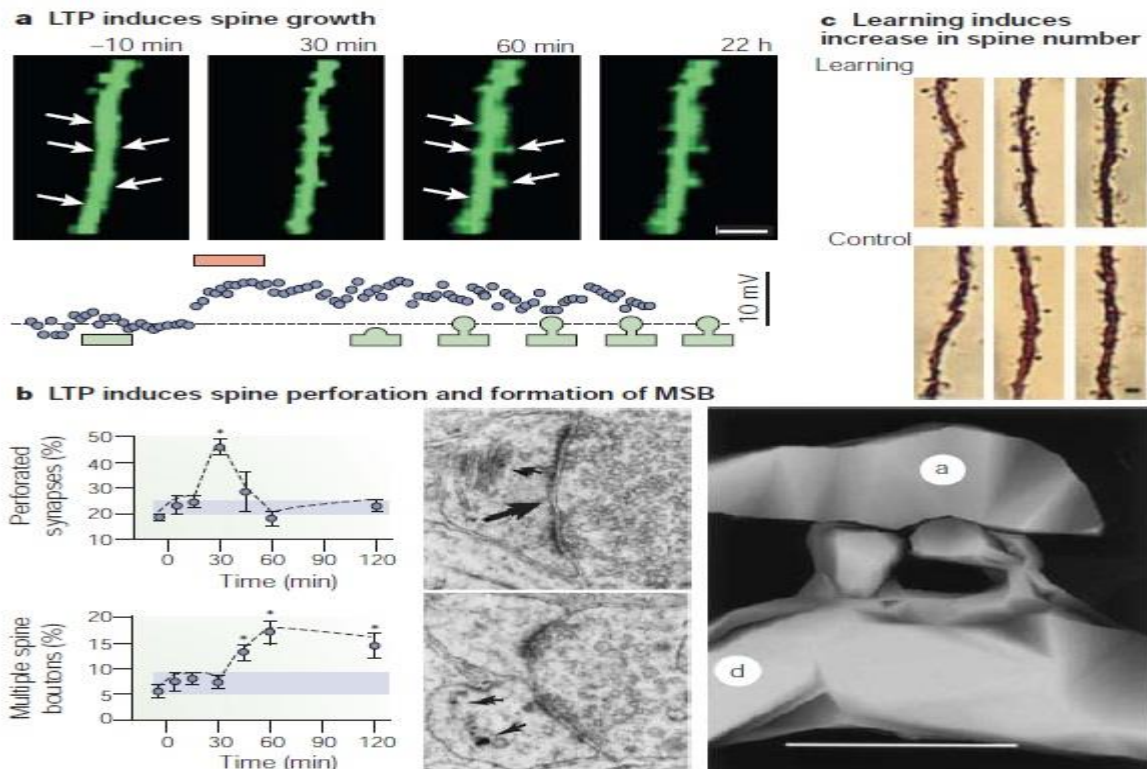 a LTP induces spine growth
–10 min
30 min
60 min
22 h
10 mV
c Learning induces
increase in spine number
Learning
Control
b LTP induces spine perforation and formation of MSB
Perforated
synapses (%)
50
40
30
20
10
0 30 60 90 120
Time (min)
Multiple spine
boutons (%)
20
15
10
5
0
0 30 60 90 120
Time (min)
a
d